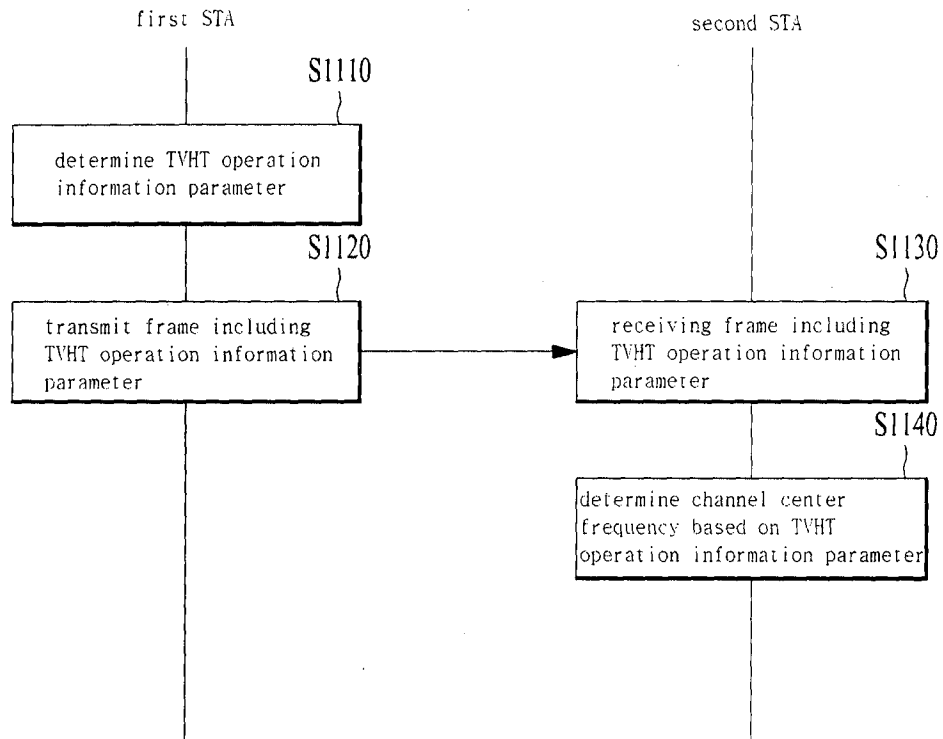 first STA
second STA
S1110
determine TVHT operation
information parameter
S1120
S1130
transmit frame including
TVHT operation information
parameter
receiving frame including
TVHT operation information
parameter
S1140
determine channel center
frequency based on TVHT
operation information parameter